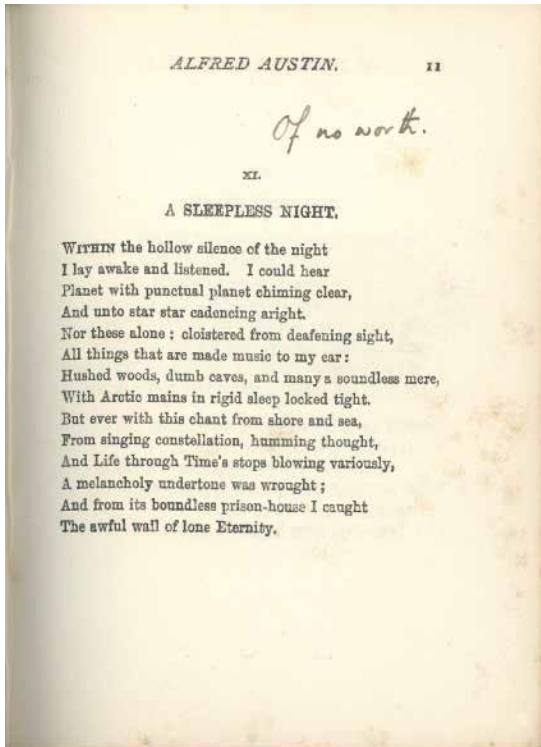 ALFRED AUSTIN. 11
Of no worth.
XI.
A SLEEPLESS NIGHT.
WITHIN the hollow silence of the night
I lay awake and listened. I could hear
Planet with punctual planet chiming clear,
And unto star star cadencing aright.
Nor these alone: cloistered from deafening sight,
All things that are made music to my ear:
Hushed woods, dumb caves, and many a soundless mere,
With Arctic mains in rigid sleep locked tight.
But ever with this chant from shore and sea,
From singing constellation, humming thought,
And Life through Time's stops blowing variously,
A melancholy undertone was wrought;
And from its boundless prison-house I caught
The awful wail of lone Eternity.